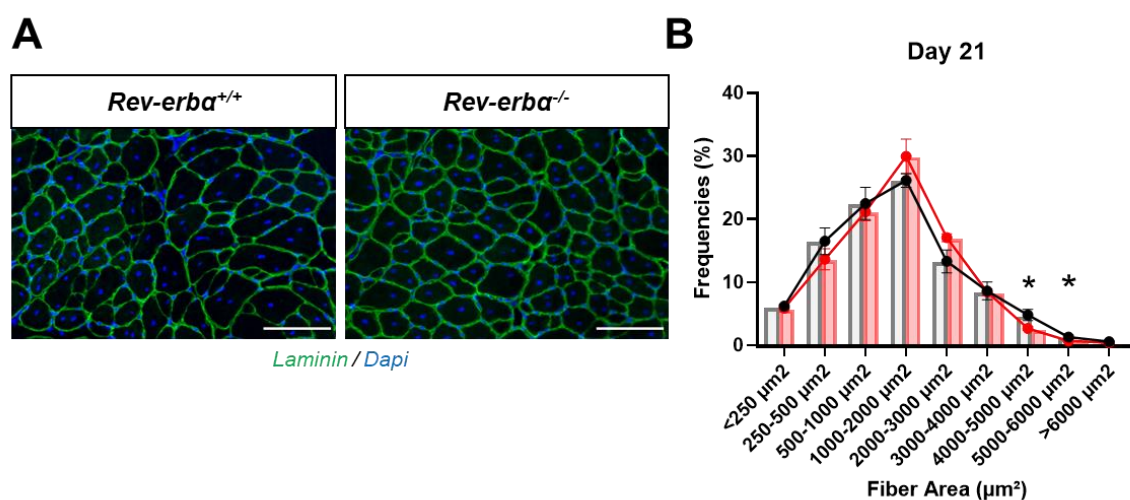 A
Rev-erbα+/+
Rev-erbα-/-
Laminin / Dapi
B
Day 21
Frequencies (%)
40
30
20
10
0
*
*
<250 µm2
250-500 µm2
500-1000 µm2
1000-2000 µm2
2000-3000 µm2
3000-4000 µm2
4000-5000 µm2
5000-6000 µm2
>6000 µm2
Fiber Area (µm²)